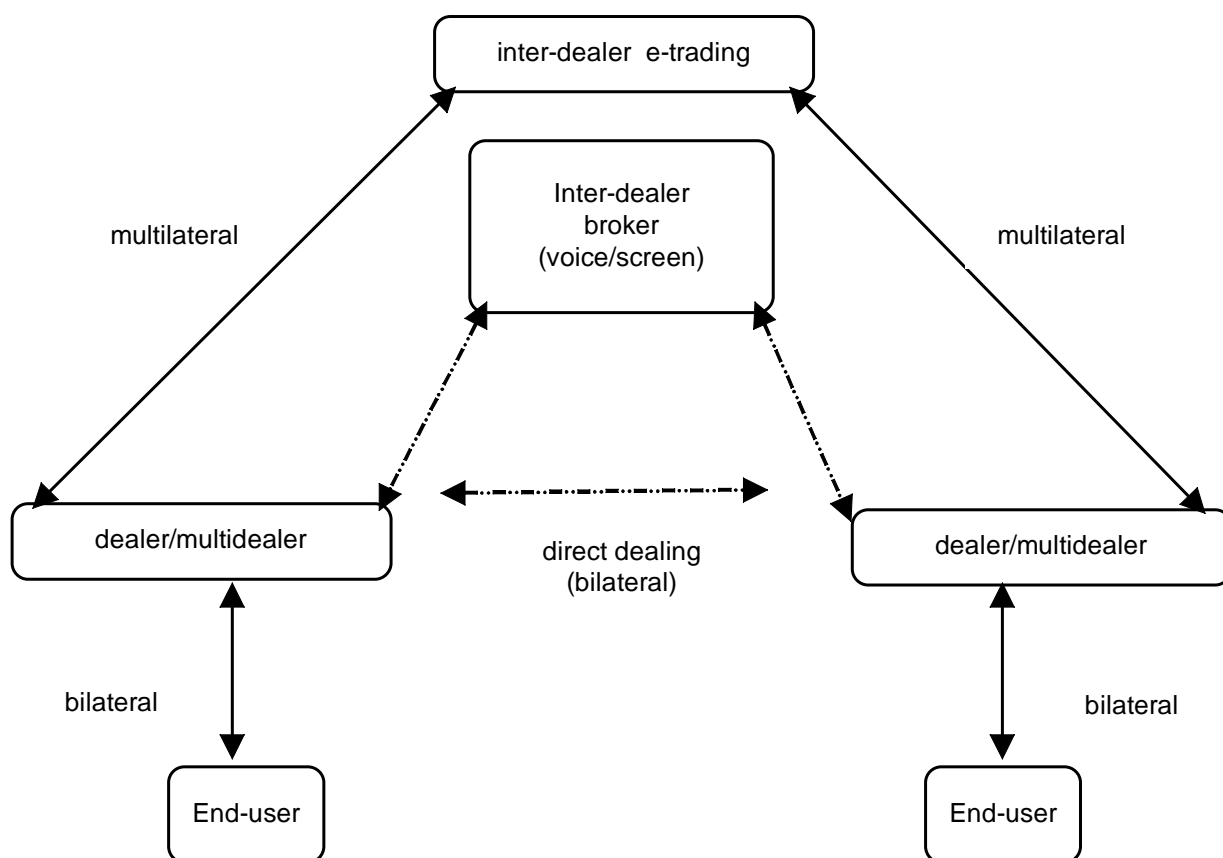 inter-dealer e-trading
Inter-dealer
broker
(voice/screen)
multilateral
multilateral
dealer/multidealer
dealer/multidealer
direct dealing
(bilateral)
bilateral
bilateral
End-user
End-user